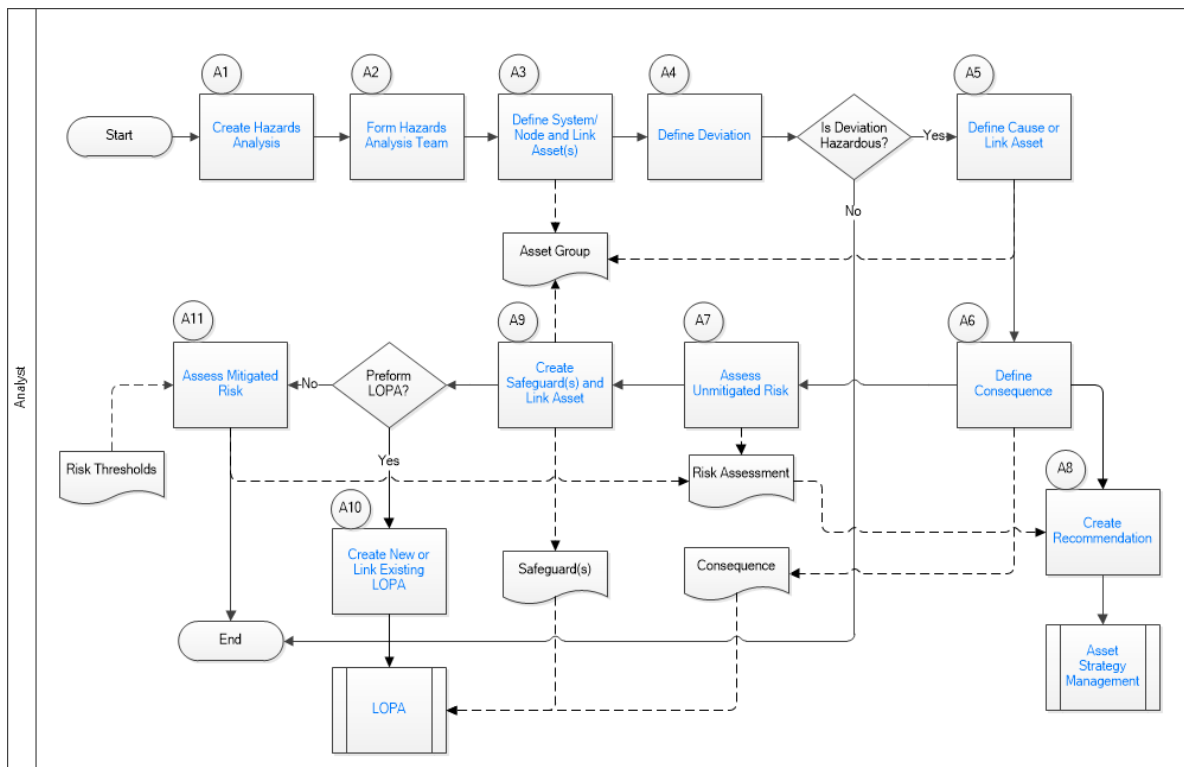 A1
A2
A3
A4
A5
Start
Create Hazards
Analysis
Form Hazards
Analysis Team
Define System/
Node and Link
Asset(s)
Define Deviation
Is Deviation
Hazardous?
Yes
Define Cause or
Link Asset
No
Asset Group
A11
A9
A7
A6
Assess Mitigated
Risk
No
Preform
LOPA?
Create
Safeguard(s) and
Link Asset
Assess
Unmitigated Risk
Define
Consequence
Analyst
Yes
Risk Thresholds
Risk Assessment
A8
A10
Create
Recommendation
Create New or
Link Existing
LOPA
Safeguard(s)
Consequence
End
Asset
Strategy
Management
LOPA